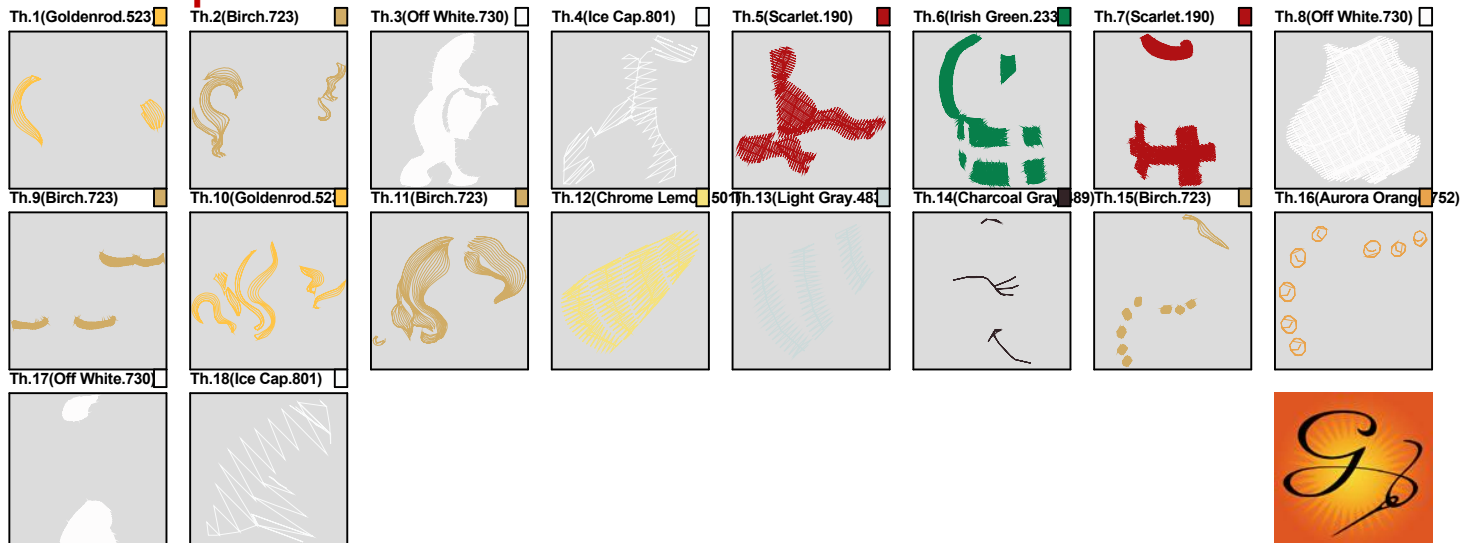 Th.1(Goldenrod.523) Th.2(Birch.723) Th.3(Off White.730) Th.4(Ice Cap.801) Th.5(Scarlet.190) Th.6(Irish Green.233 Th.7(Scarlet.190) Th.8(Off White.730)
Th.9(Birch.723) Th.10(Goldenrod.523 Th.11(Birch.723) Th.12(Chrome Lemo 501) Th.13(Light Gray.483 Th.14(Charcoal Gray 89) Th.15(Birch.723) Th.16(Aurora Orang 752)
Th.17(Off White.730) Th.18(Ice Cap.801)
G